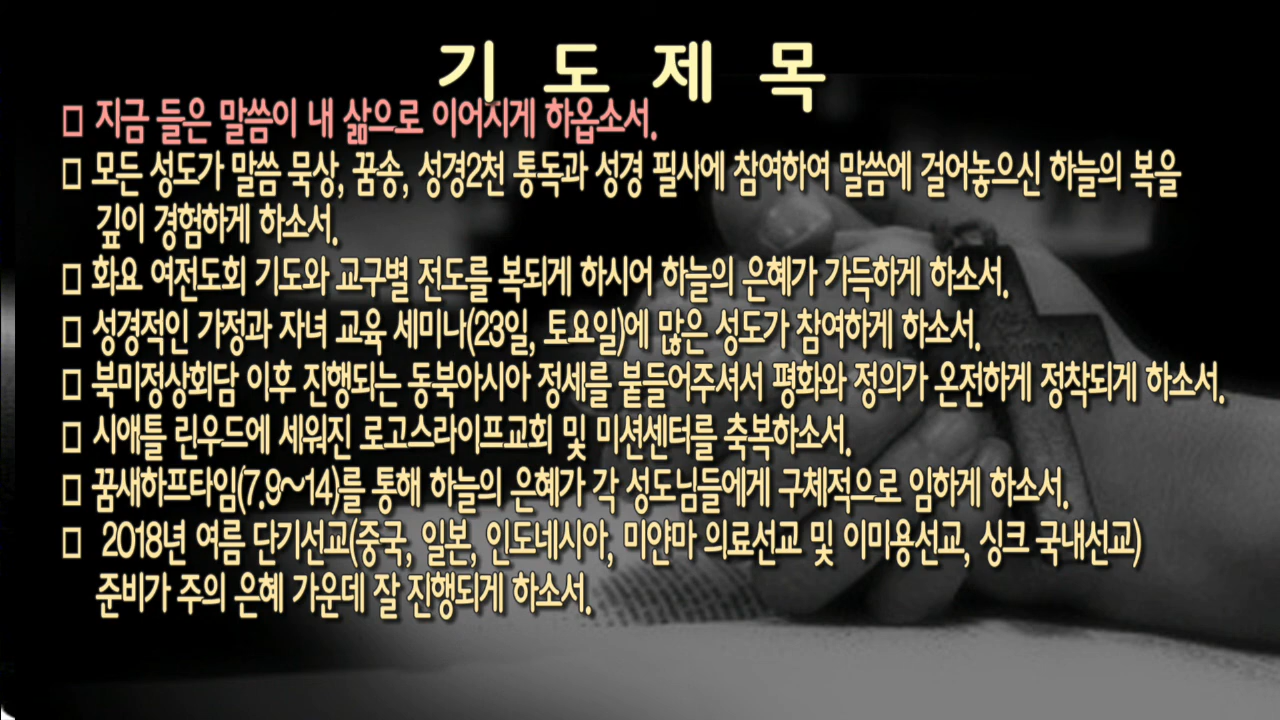 기 도 제 목
□ 지금 들은 말씀이 내 삶으로 이어지게 하옵소서.
□ 모든 성도가 말씀 묵상, 꿈송, 성경2천 통독과 성경 필사에 참여하여 말씀에 걸어놓으신 하늘의 복을
깊이 경험하게 하소서.
□ 화요 여전도회 기도와 교구별 전도를 복되게 하시어 하늘의 은혜가 가득하게 하소서.
□ 성경적인 가정과 자녀 교육 세미나(23일, 토요일)에 많은 성도가 참여하게 하소서.
□ 북미정상회담 이후 진행되는 동북아시아 정세를 붙들어주셔서 평화와 정의가 온전하게 정착되게 하소서.
□ 시애틀 린우드에 세워진 로고스라이프교회 및 미션센터를 축복하소서.
□ 꿈새하프타임(7.9~14)를 통해 하늘의 은혜가 각 성도님들에게 구체적으로 임하게 하소서.
□ 2018년 여름 단기선교(중국, 일본, 인도네시아, 미얀마 의료선교 및 이미용선교, 싱크 국내선교)
준비가 주의 은혜 가운데 잘 진행되게 하소서.